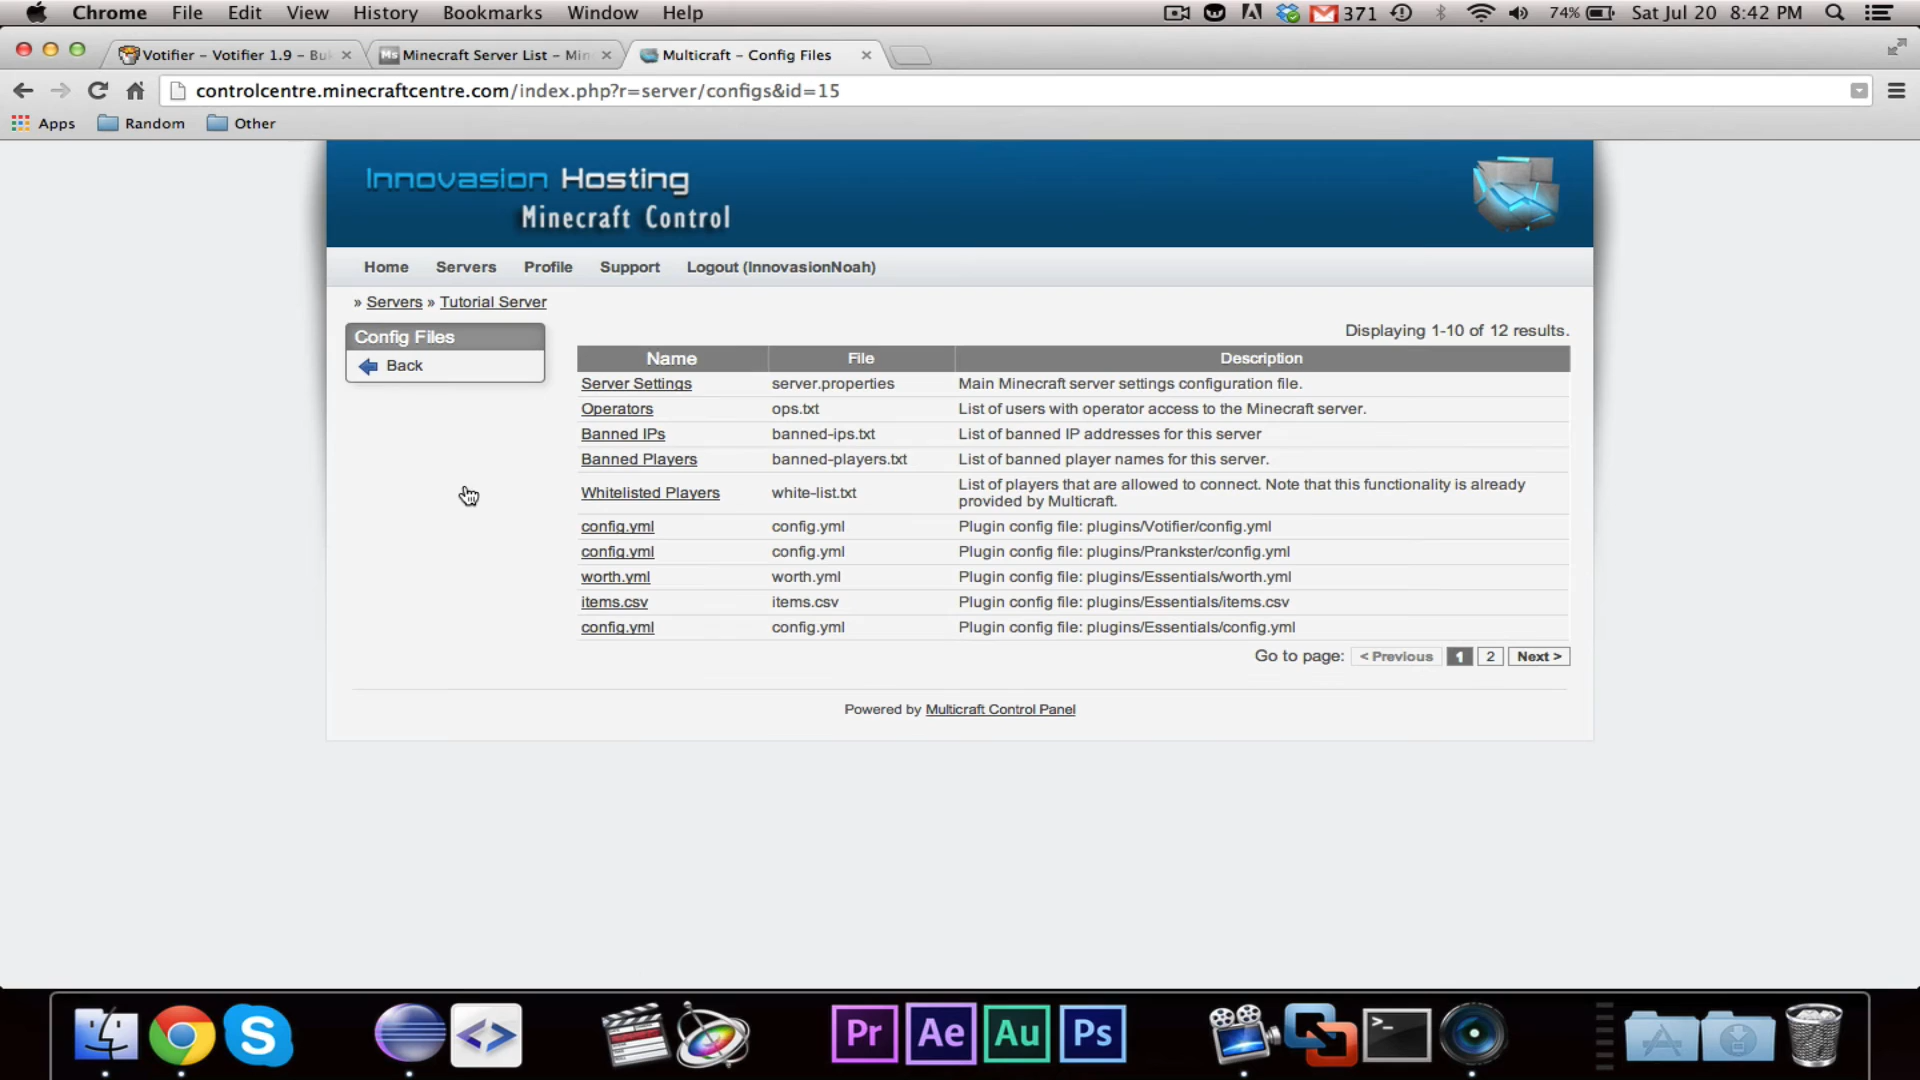 Chrome File Edit View History Bookmarks Window Help 371 74% Sat Jul 20 8:42 PM
Votifier – Votifier 1.9 – Bu Minecraft Server List – Min Multicraft – Config Files
controlcentre.minecraftcentre.com/index.php?r=server/configs&id=15
Apps Random Other
Innovasion Hosting
Minecraft Control
Home Servers Profile Support Logout (InnovasionNoah)
» Servers » Tutorial Server
Config Files
Back
Displaying 1-10 of 12 results.
Name File Description
Server Settings server.properties Main Minecraft server settings configuration file.
Operators ops.txt List of users with operator access to the Minecraft server.
Banned IPs banned-ips.txt List of banned IP addresses for this server
Banned Players banned-players.txt List of banned player names for this server.
Whitelisted Players white-list.txt List of players that are allowed to connect. Note that this functionality is already
provided by Multicraft.
config.yml config.yml Plugin config file: plugins/Votifier/config.yml
config.yml config.yml Plugin config file: plugins/Prankster/config.yml
worth.yml worth.yml Plugin config file: plugins/Essentials/worth.yml
items.csv items.csv Plugin config file: plugins/Essentials/items.csv
config.yml config.yml Plugin config file: plugins/Essentials/config.yml
Go to page: < Previous 1 2 Next >
Powered by Multicraft Control Panel
Pr Ae Au Ps